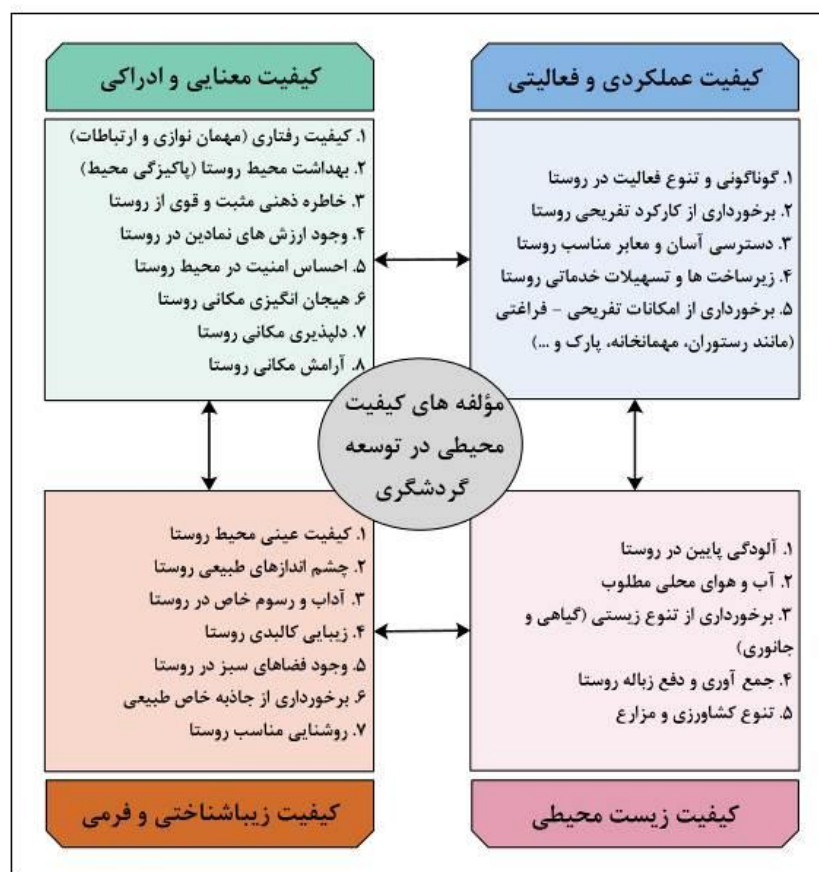 کیفیت عملکردی و فعالیتی
۱. گوناگونی و تنوع فعالیت در روستا
۲. برخورداری از کارکرد تفریحی روستا
۳. دسترسی آسان و معابر مناسب روستا
۴. زیرساخت ها و تسهیلات خدماتی روستا
۵. برخورداری از امکانات تفریحی - فراغتی
(مانند رستوران، مهمانخانه، پارک و ...)
کیفیت معنایی و ادراکی
۱. کیفیت رفتاری (مهمان نوازی و ارتباطات)
۲. بهداشت محیط روستا (پاکیزگی محیط)
۳. خاطره ذهنی مثبت و قوی از روستا
۴. وجود ارزش های نمادین در روستا
۵. احساس امنیت در محیط روستا
۶. هیجان انگیزی مکانی روستا
۷. دلپذیری مکانی روستا
۸. آرامش مکانی روستا
مؤلفه های کیفیت
محیطی در توسعه
گردشگری
۱. آلودگی پایین در روستا
۲. آب و هوای محلی مطلوب
۳. برخورداری از تنوع زیستی (گیاهی و
جانوری)
۴. جمع آوری و دفع زباله روستا
۵. تنوع کشاورزی و مزارع
کیفیت زیست محیطی
۱. کیفیت عینی محیط روستا
۲. چشم اندازهای طبیعی روستا
۳. آداب و رسوم خاص در روستا
۴. زیبایی کالبدی روستا
۵. وجود فضاهای سبز در روستا
۶. برخورداری از جاذبه خاص طبیعی
۷. روشنایی مناسب روستا
کیفیت زیباشناختی و فرمی